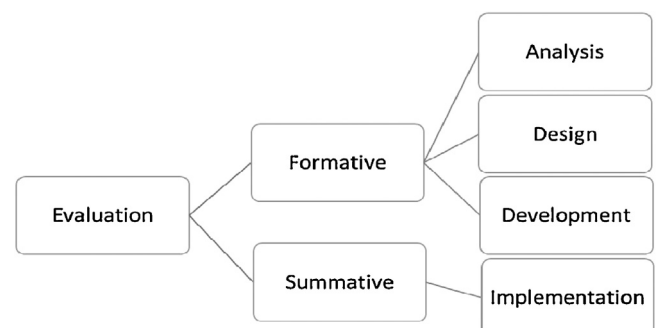 Analysis
Design
Formative
Evaluation
Development
Summative
Implementation